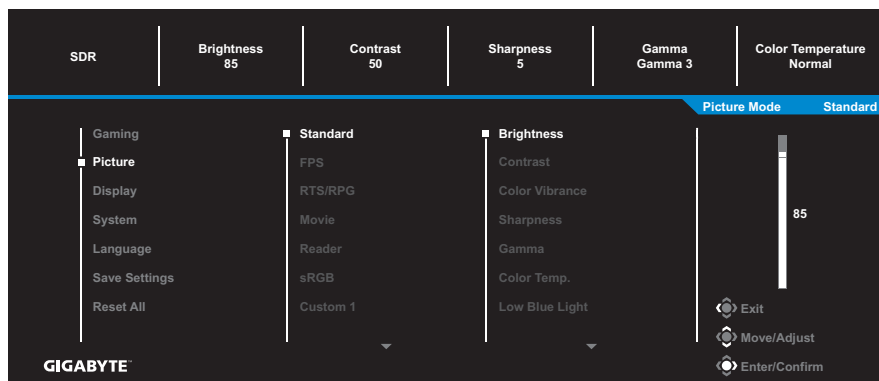 SDR
Brightness
85
Contrast
50
Sharpness
5
Gamma
Gamma 3
Color Temperature
Normal
Picture Mode Standard
Gaming
Picture
Display
System
Language
Save Settings
Reset All
Standard
FPS
RTS/RPG
Movie
Reader
sRGB
Custom 1
Brightness
Contrast
Color Vibrance
Sharpness
Gamma
Color Temp.
Low Blue Light
85
Exit
Move/Adjust
Enter/Confirm
GIGABYTE™